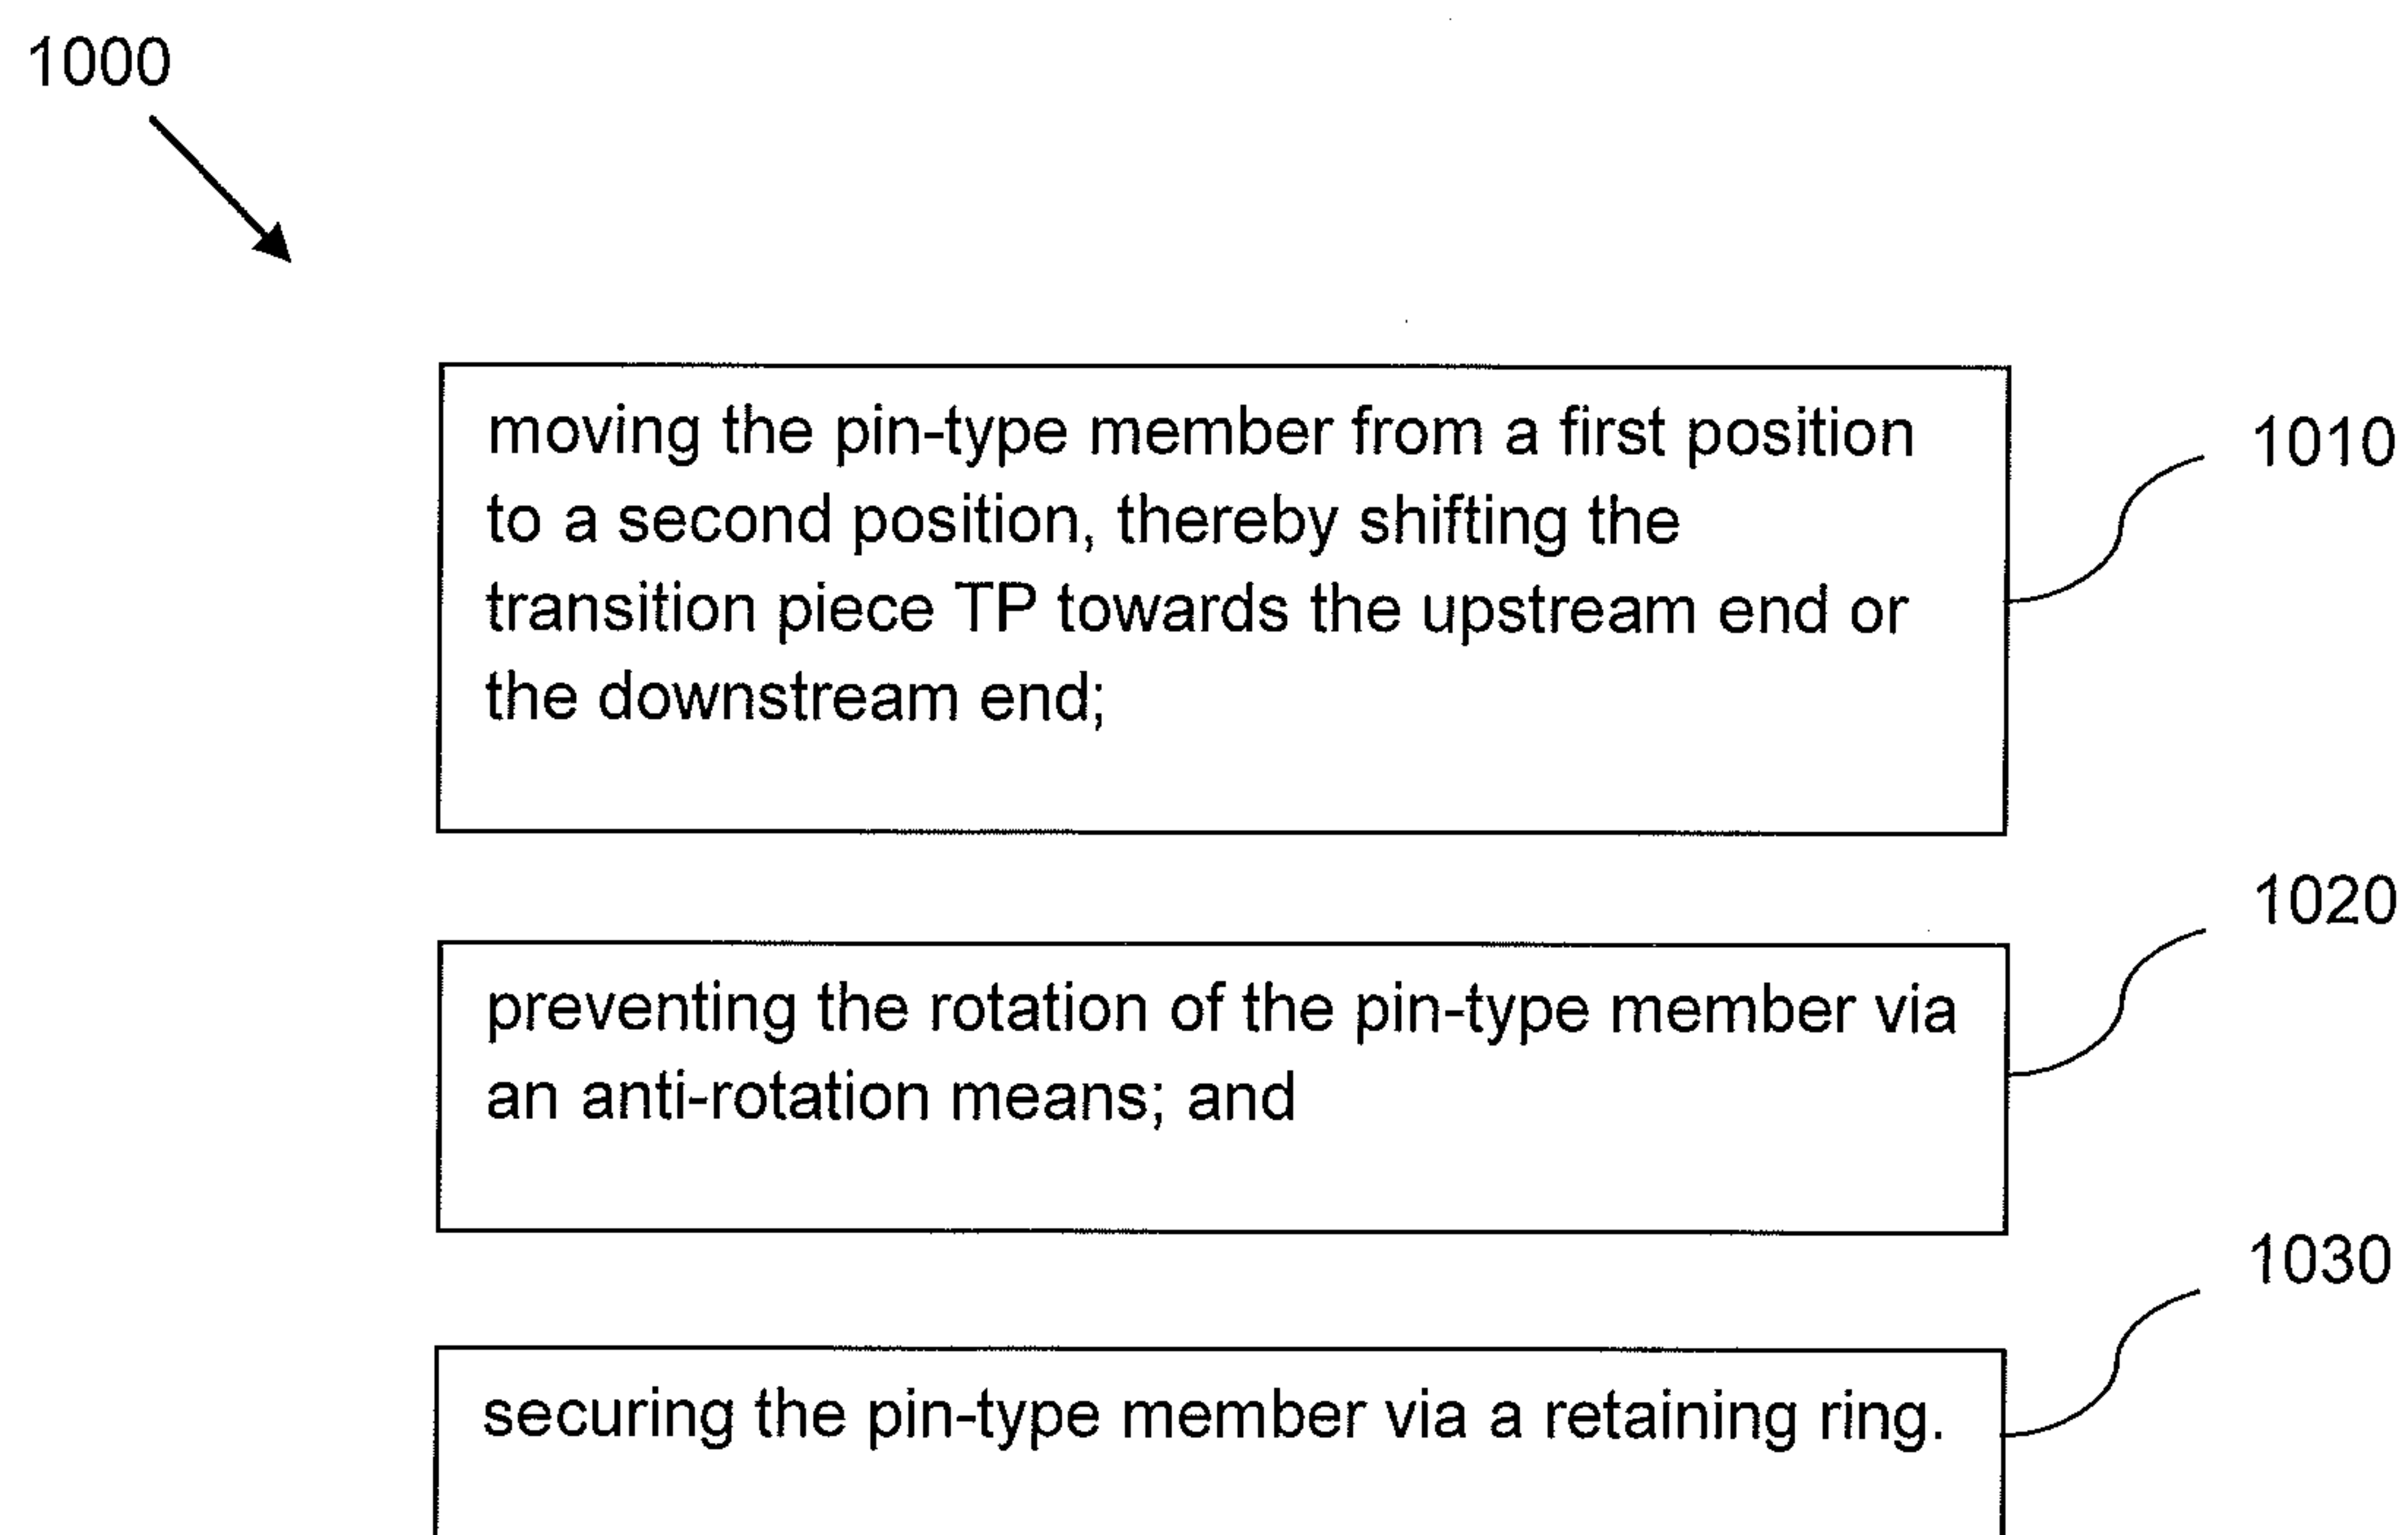 1000
moving the pin-type member from a first position
to a second position, thereby shifting the
transition piece TP towards the upstream end or
the downstream end;
1010
preventing the rotation of the pin-type member via
an anti-rotation means; and
1020
securing the pin-type member via a retaining ring.
1030